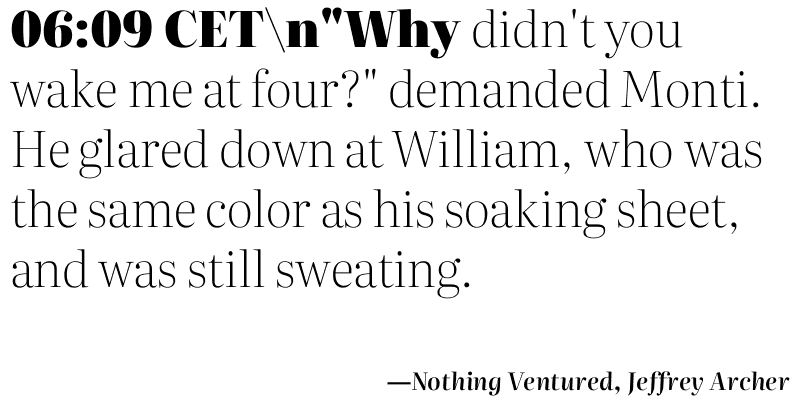 06:09 CET\n"Why didn't you
wake me at four?" demanded Monti.
He glared down at William, who was
the same color as his soaking sheet,
and was still sweating.
—Nothing Ventured, Jeffrey Archer